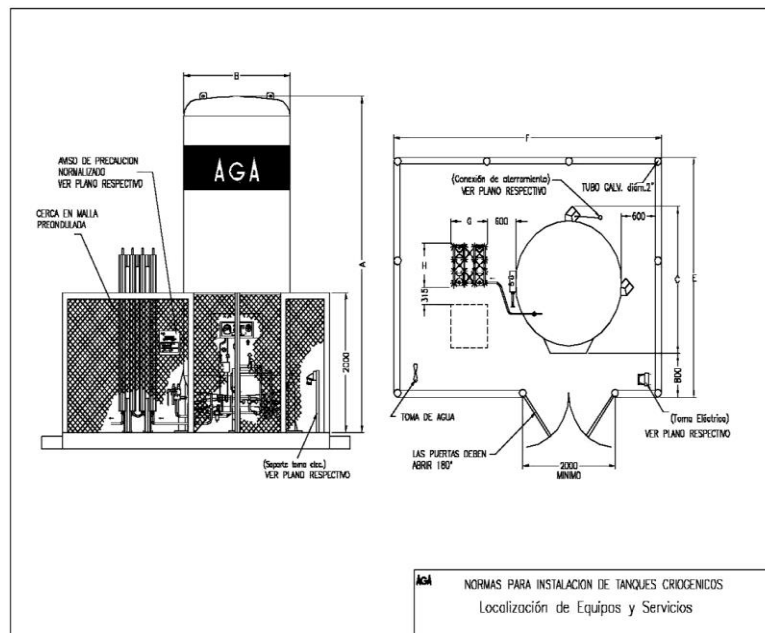 B
AGA
AVISO DE PRECAUCION
NORMALIZADO
VER PLANO RESPECTIVO
CERCA EN MALLA
PREONDULADA
A
2000
(Soporte toma elec.)
VER PLANO RESPECTIVO
F
(Conexión de aterramiento)
VER PLANO RESPECTIVO
TUBO GALV. diám.2"
G
600
600
H
315
C
E
800
TOMA DE AGUA
(Toma Eléctrica)
VER PLANO RESPECTIVO
LAS PUERTAS DEBEN
ABRIR 180°
2000
MINIMO
AGA
NORMAS PARA INSTALACION DE TANQUES CRIOGENICOS
Localización de Equipos y Servicios